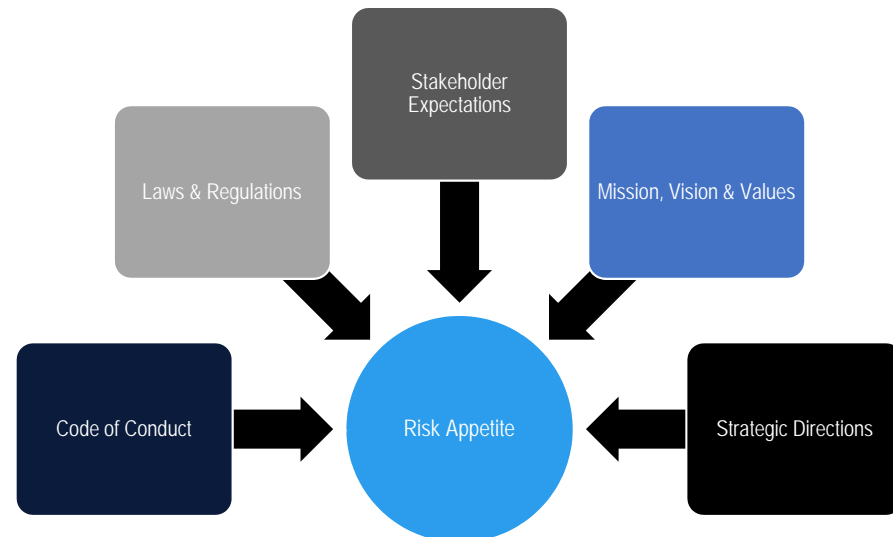 Stakeholder
Expectations
Laws & Regulations
Mission, Vision & Values
Code of Conduct
Risk Appetite
Strategic Directions